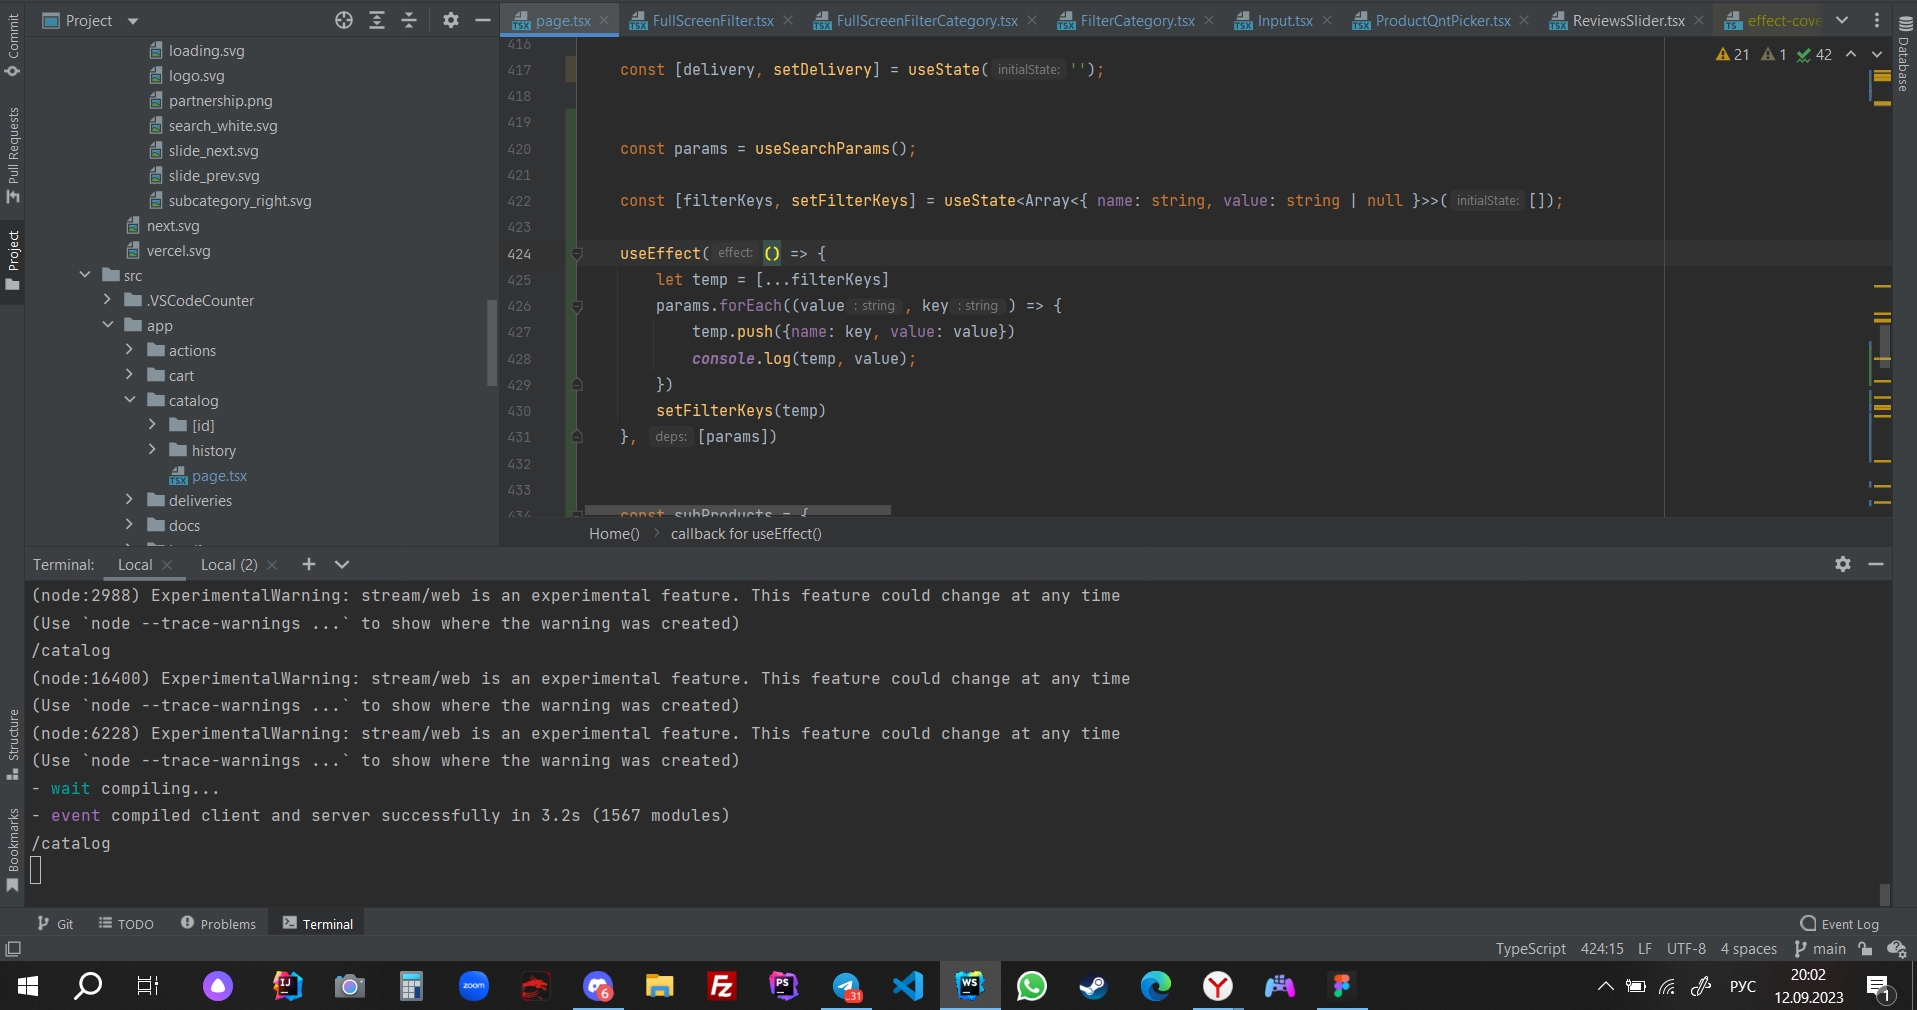 Project
page.tsx
FullScreenFilter.tsx
FullScreenFilterCategory.tsx
FilterCategory.tsx
Input.tsx
ProductQntPicker.tsx
ReviewsSlider.tsx
effect-cove
Commit
Pull Requests
Project
Structure
Bookmarks
Database
loading.svg
logo.svg
partnership.png
search_white.svg
slide_next.svg
slide_prev.svg
subcategory_right.svg
next.svg
vercel.svg
src
.VSCodeCounter
app
actions
cart
catalog
[id]
history
page.tsx
deliveries
docs
21 1 42
416
417 const [delivery, setDelivery] = useState( initialState: '');
418
419
420 const params = useSearchParams();
421
422 const [filterKeys, setFilterKeys] = useState<Array<{ name: string, value: string | null }>>( initialState: []);
423
424 useEffect( effect: () => {
425 let temp = [...filterKeys]
426 params.forEach((value : string , key : string ) => {
427 temp.push({name: key, value: value})
428 console.log(temp, value);
429 })
430 setFilterKeys(temp)
431 }, deps: [params])
432
433
434 const subProducts = {
Home() callback for useEffect()
Terminal: Local Local (2)
(node:2988) ExperimentalWarning: stream/web is an experimental feature. This feature could change at any time
(Use `node --trace-warnings ...` to show where the warning was created)
/catalog
(node:16400) ExperimentalWarning: stream/web is an experimental feature. This feature could change at any time
(Use `node --trace-warnings ...` to show where the warning was created)
(node:6228) ExperimentalWarning: stream/web is an experimental feature. This feature could change at any time
(Use `node --trace-warnings ...` to show where the warning was created)
- wait compiling...
- event compiled client and server successfully in 3.2s (1567 modules)
/catalog
Git TODO Problems Terminal Event Log
TypeScript 424:15 LF UTF-8 4 spaces main
IJ zoom 6 Fz PS 31 WS РУС
20:02
12.09.2023
1